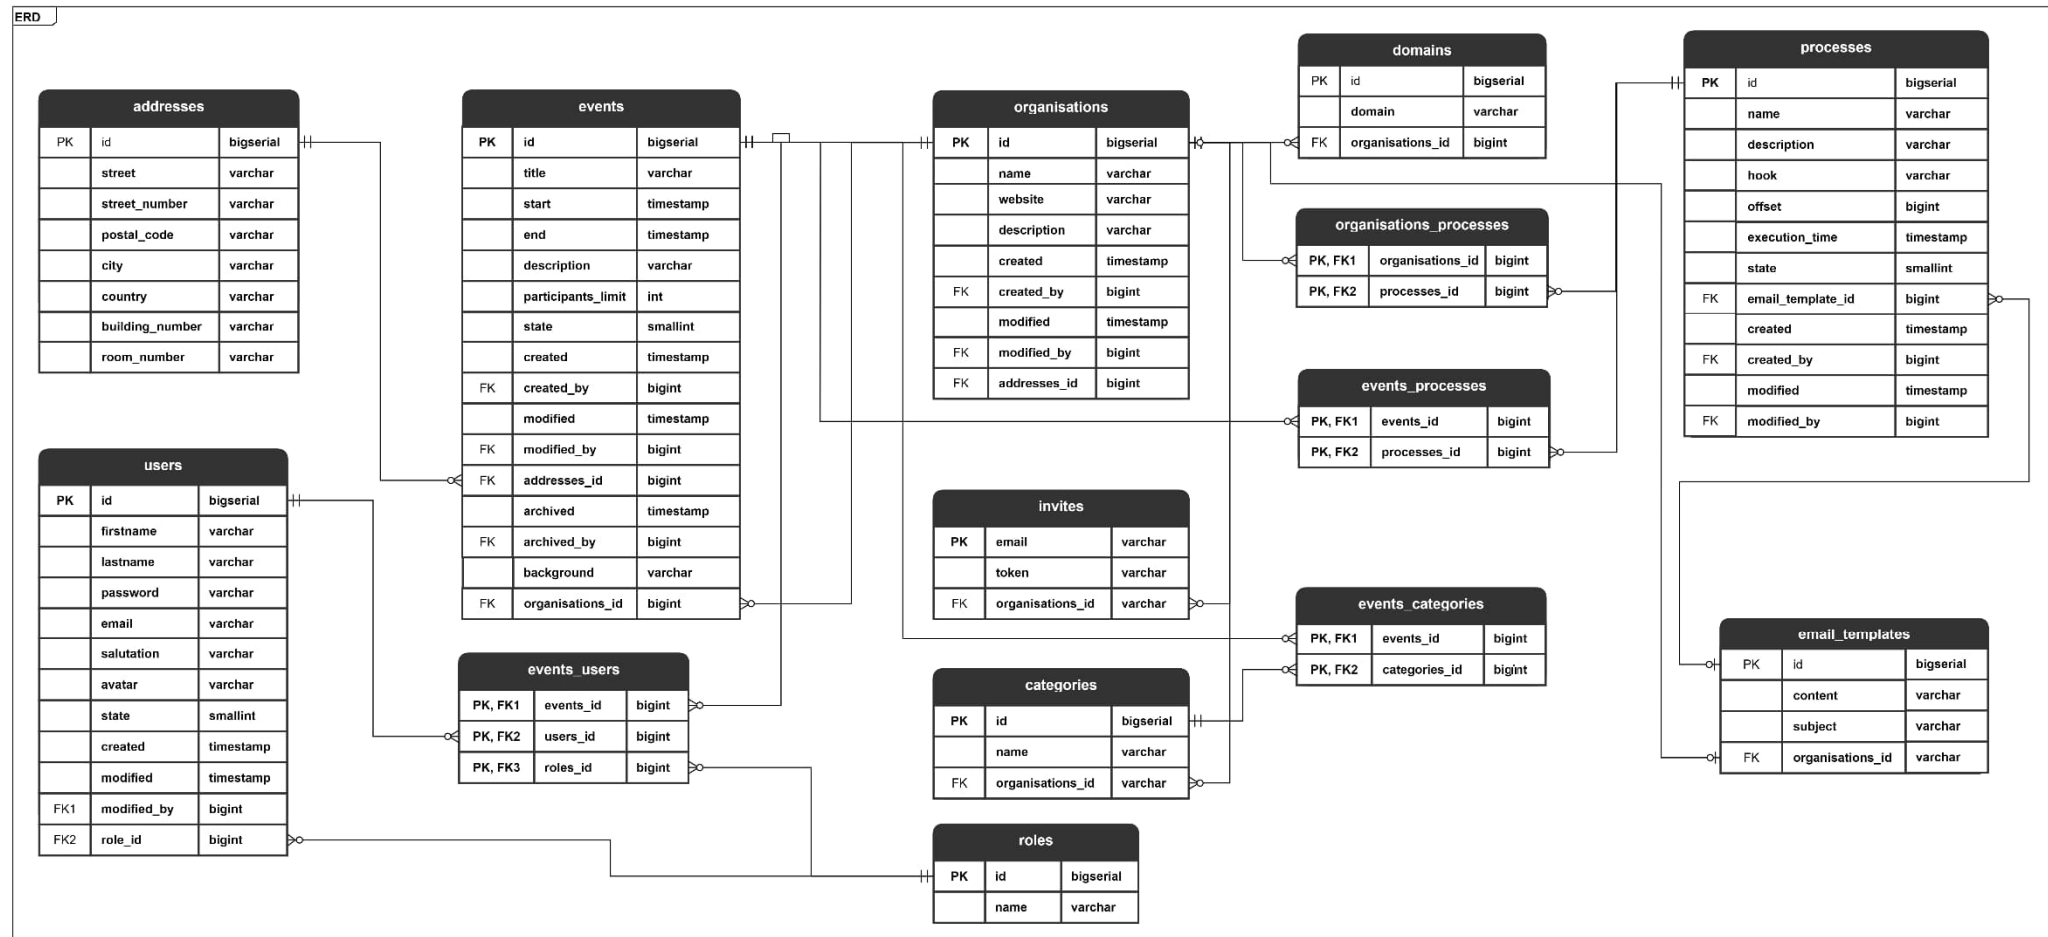 ERD
addresses
PK id bigserial
street varchar
street_number varchar
postal_code varchar
city varchar
country varchar
building_number varchar
room_number varchar
users
PK id bigserial
firstname varchar
lastname varchar
password varchar
email varchar
salutation varchar
avatar varchar
state smallint
created timestamp
modified timestamp
FK1 modified_by bigint
FK2 role_id bigint
events
PK id bigserial
title varchar
start timestamp
end timestamp
description varchar
participants_limit int
state smallint
created timestamp
FK created_by bigint
modified timestamp
FK modified_by bigint
FK addresses_id bigint
archived timestamp
FK archived_by bigint
background varchar
FK organisations_id bigint
events_users
PK, FK1 events_id bigint
PK, FK2 users_id bigint
PK, FK3 roles_id bigint
organisations
PK id bigserial
name varchar
website varchar
description varchar
created timestamp
FK created_by bigint
modified timestamp
FK modified_by bigint
FK addresses_id bigint
invites
PK email varchar
token varchar
FK organisations_id varchar
categories
PK id bigserial
name varchar
FK organisations_id varchar
roles
PK id bigserial
name varchar
domains
PK id bigserial
domain varchar
FK organisations_id bigint
organisations_processes
PK, FK1 organisations_id bigint
PK, FK2 processes_id bigint
events_processes
PK, FK1 events_id bigint
PK, FK2 processes_id bigint
events_categories
PK, FK1 events_id bigint
PK, FK2 categories_id bigint
processes
PK id bigserial
name varchar
description varchar
hook varchar
offset bigint
execution_time timestamp
state smallint
FK email_template_id bigint
created timestamp
FK created_by bigint
modified timestamp
FK modified_by bigint
email_templates
PK id bigserial
content varchar
subject varchar
FK organisations_id varchar